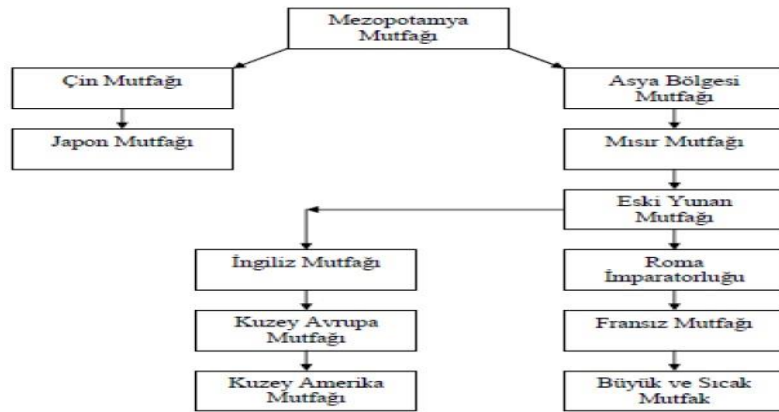 Mezopotamya
Mutfağı
Çin Mutfağı
Asya Bölgesi
Mutfağı
Japon Mutfağı
Mısır Mutfağı
Eski Yunan
Mutfağı
İngiliz Mutfağı
Roma
İmparatorluğu
Kuzey Avrupa
Mutfağı
Fransız Mutfağı
Kuzey Amerika
Mutfağı
Büyük ve Sıcak
Mutfak